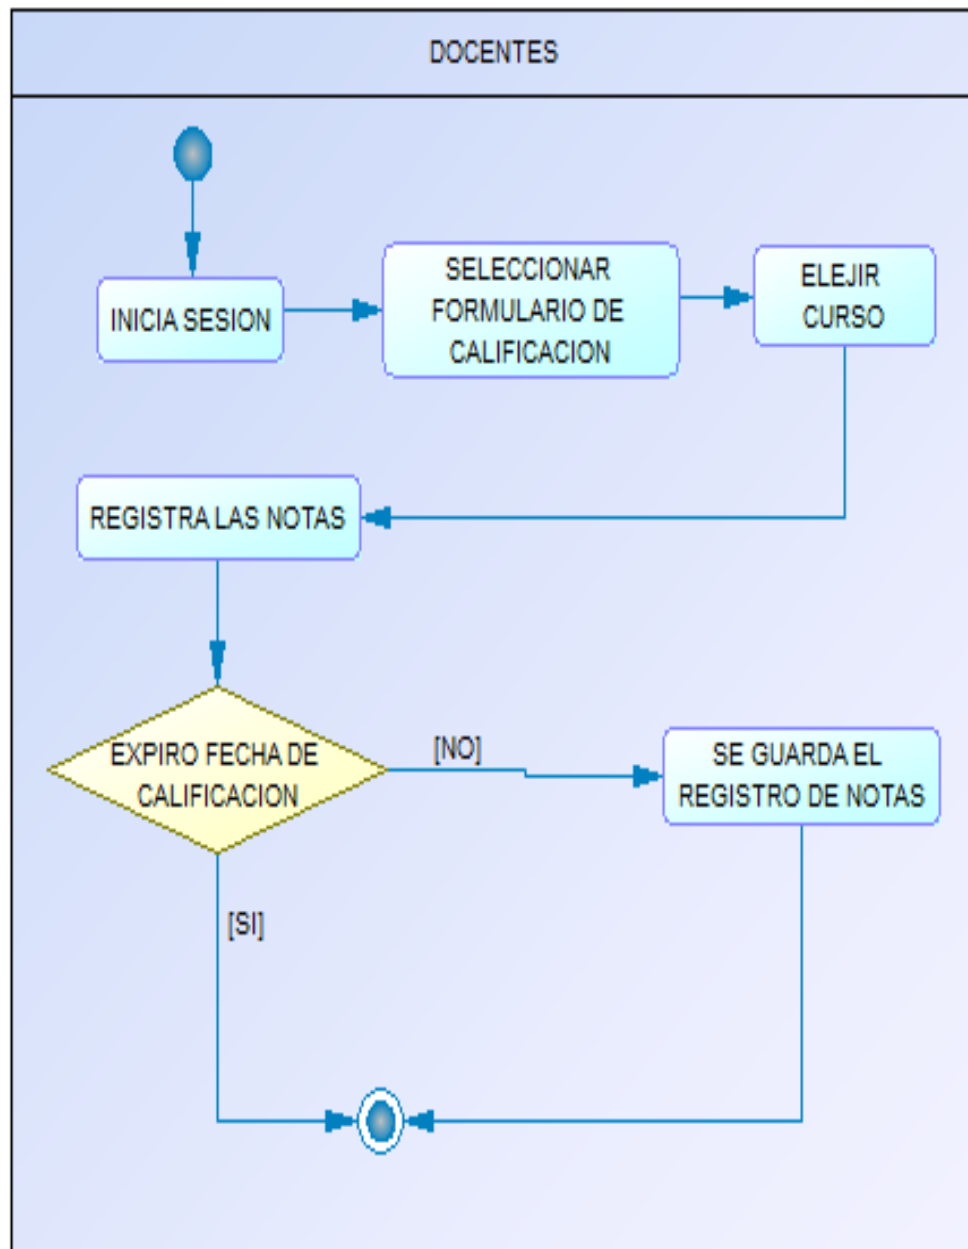 DOCENTES
INICIA SESION
SELECCIONAR
FORMULARIO DE
CALIFICACION
ELEJIR
CURSO
REGISTRA LAS NOTAS
EXPIRO FECHA DE
CALIFICACION
[NO]
SE GUARDA EL
REGISTRO DE NOTAS
[SI]